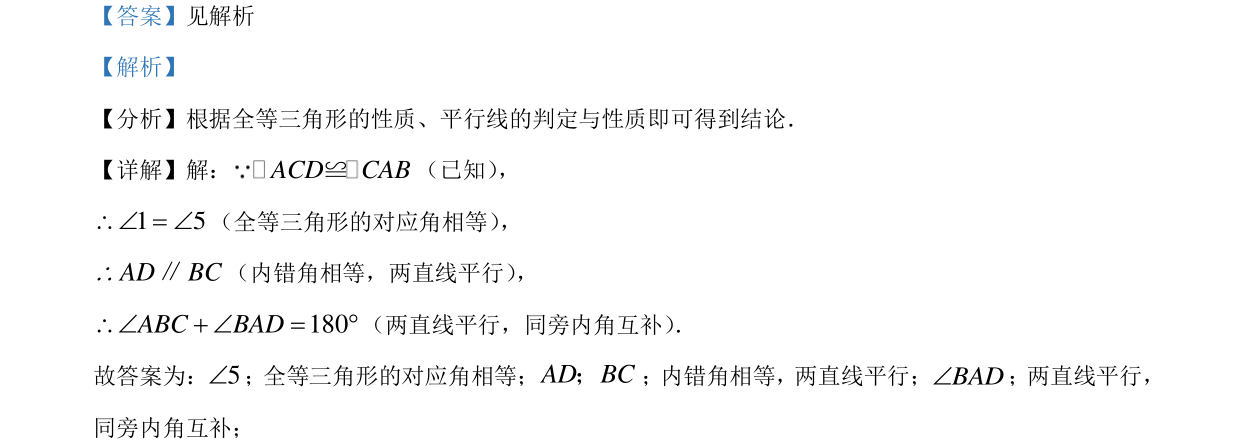 【答案】见解析
【解析】
【分析】根据全等三角形的性质、平行线的判定与性质即可得到结论．
【详解】解：∵□ACD≌□CAB（已知），
∴∠1=∠5（全等三角形的对应角相等），
∴AD∥BC（内错角相等，两直线平行），
∴∠ABC+∠BAD=180°（两直线平行，同旁内角互补）．
故答案为：∠5；全等三角形的对应角相等；AD；BC；内错角相等，两直线平行；∠BAD；两直线平行，
同旁内角互补；